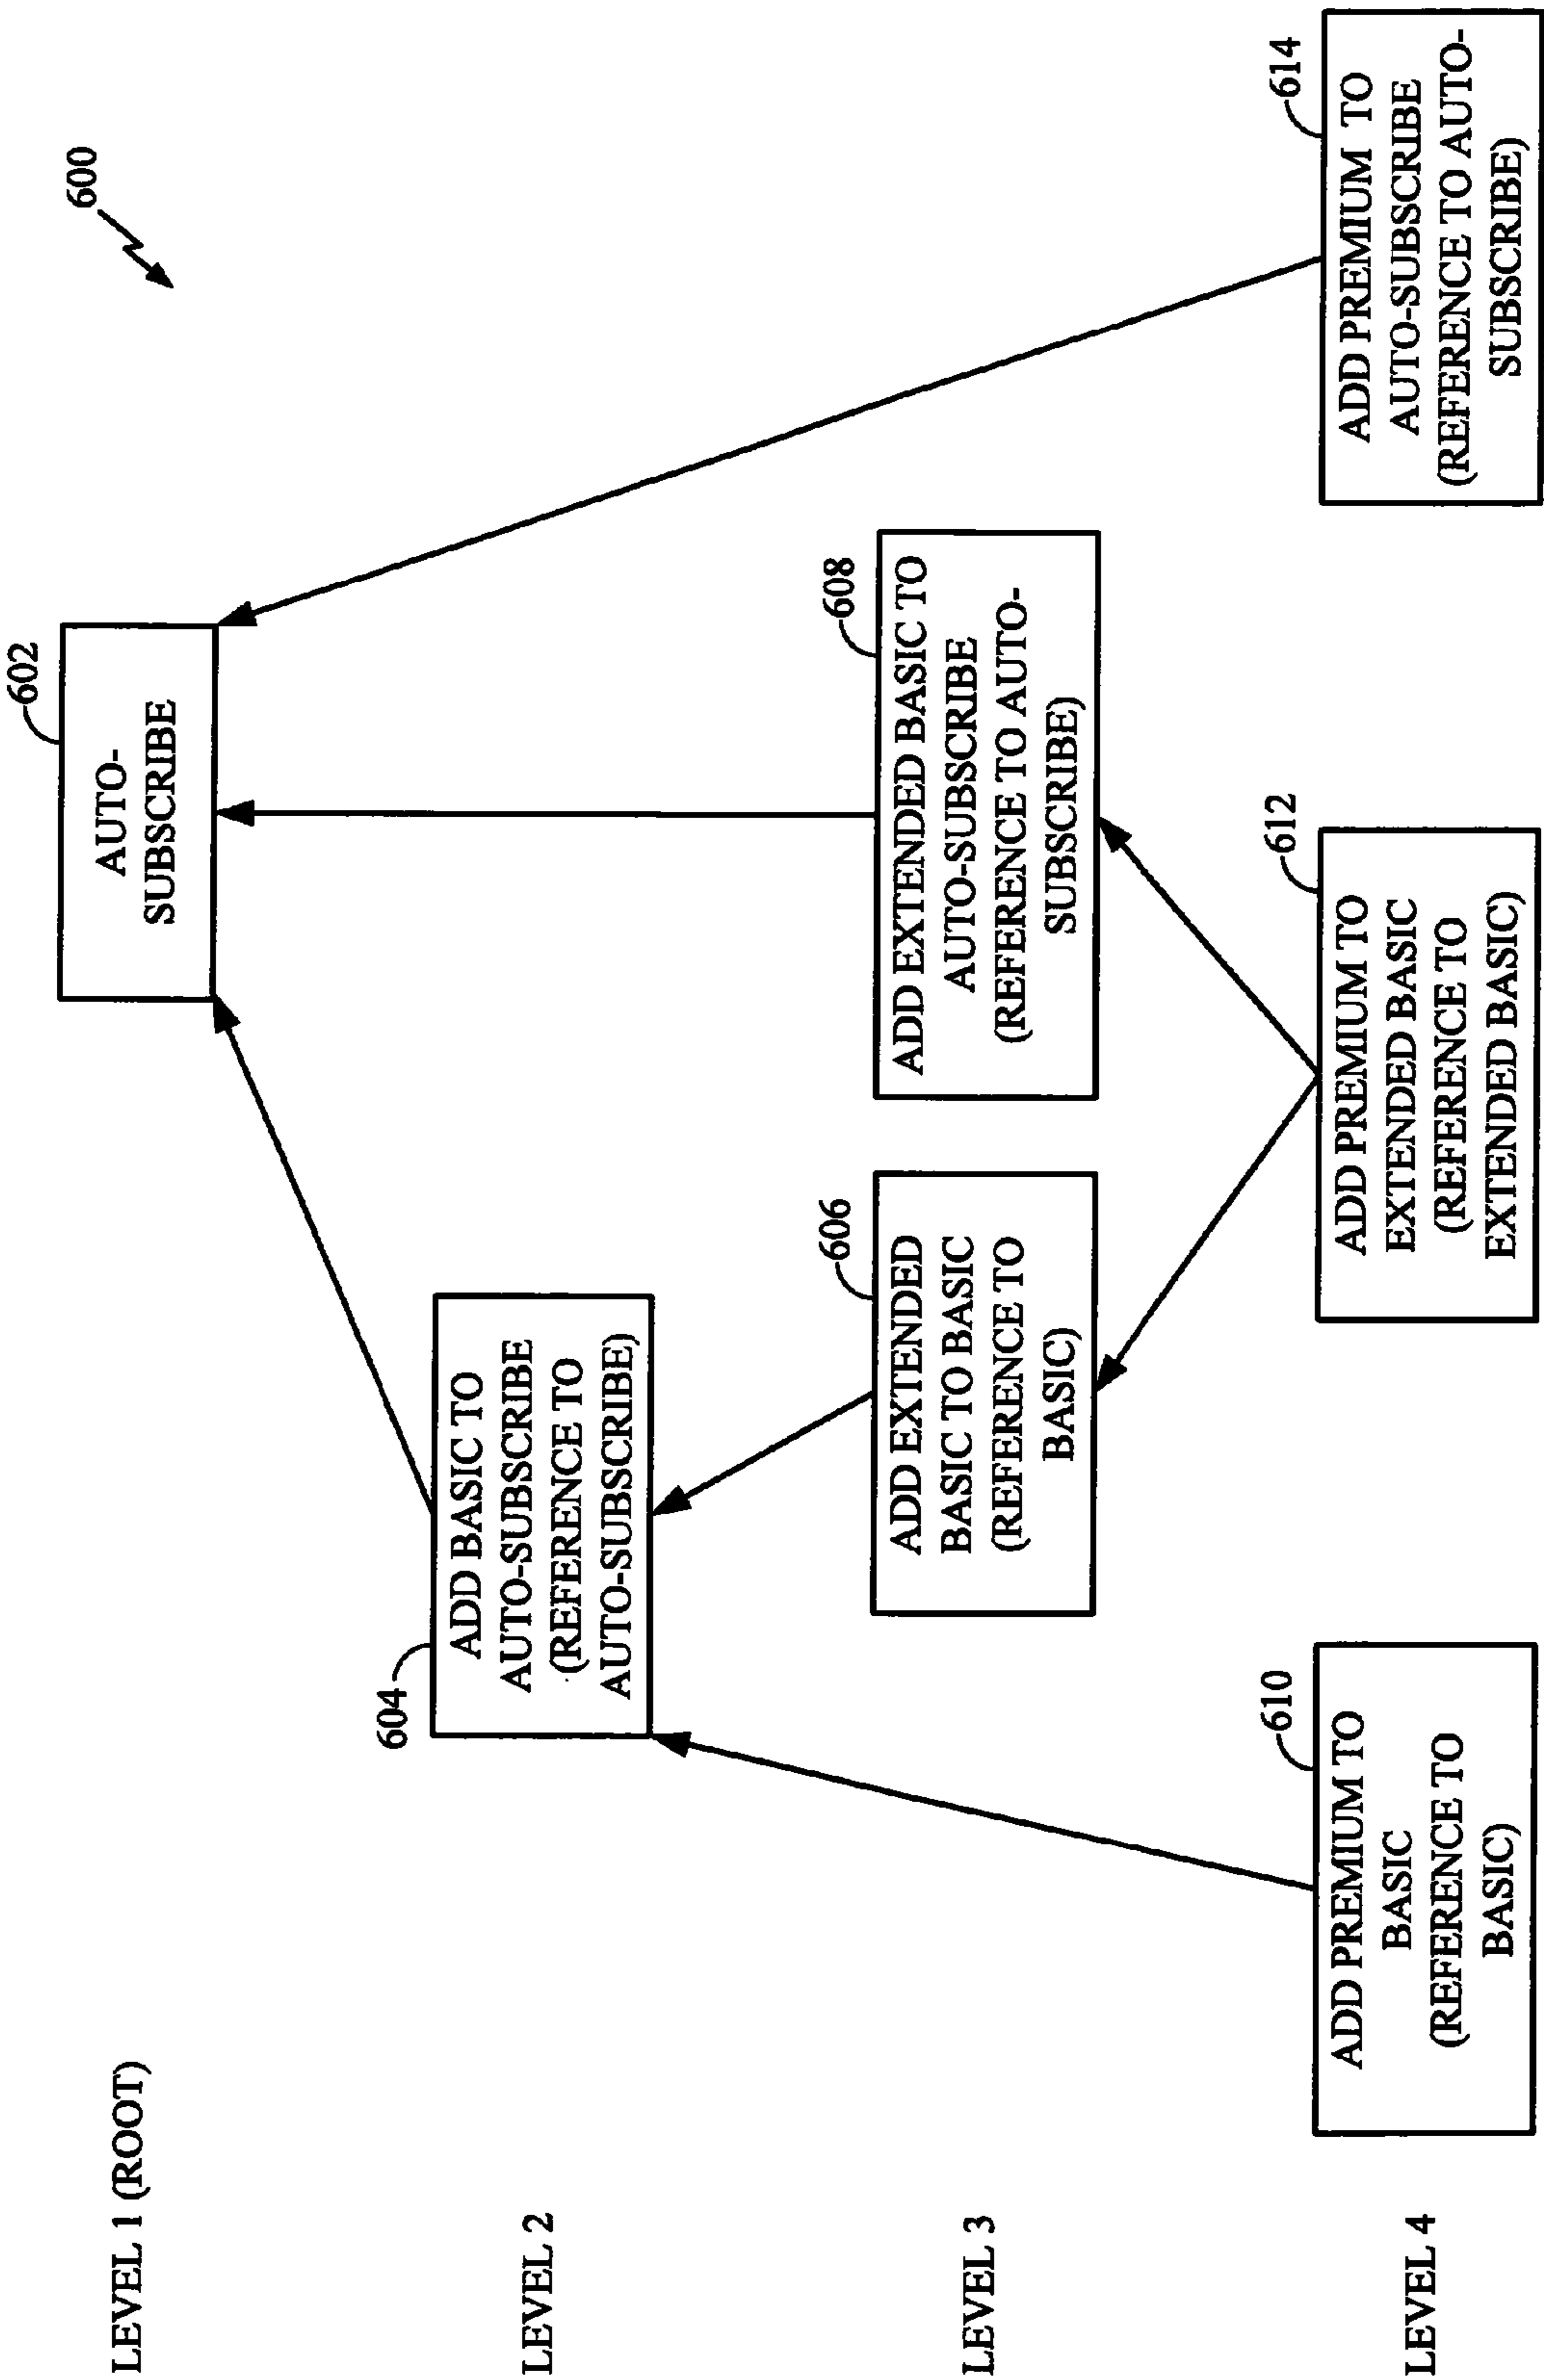 600
LEVEL 1 (ROOT)
602
AUTO-
SUBSCRIBE
LEVEL 2
604
ADD BASIC TO
AUTO-SUBSCRIBE
(REFERENCE TO
AUTO-SUBSCRIBE)
LEVEL 3
606
ADD EXTENDED
BASIC TO BASIC
(REFERENCE TO
BASIC)
608
ADD EXTENDED BASIC TO
AUTO-SUBSCRIBE
(REFERENCE TO AUTO-
SUBSCRIBE)
LEVEL 4
610
ADD PREMIUM TO
BASIC
(REFERENCE TO
BASIC)
612
ADD PREMIUM TO
EXTENDED BASIC
(REFERENCE TO
EXTENDED BASIC)
614
ADD PREMIUM TO
AUTO-SUBSCRIBE
(REFERENCE TO AUTO-
SUBSCRIBE)